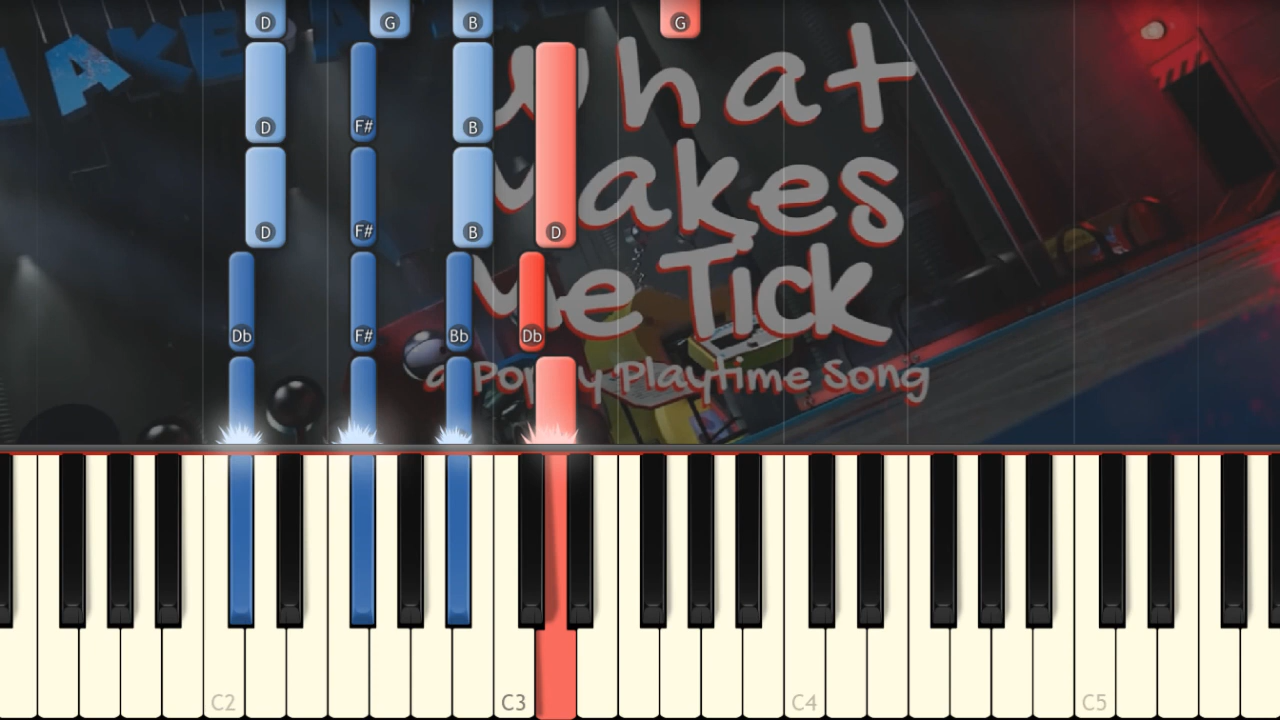 D G B G
What
D F# B
Makes
D F# B D
Me Tick
Db F# Bb Db
a Poppy Playtime Song
C2 C3 C4 C5